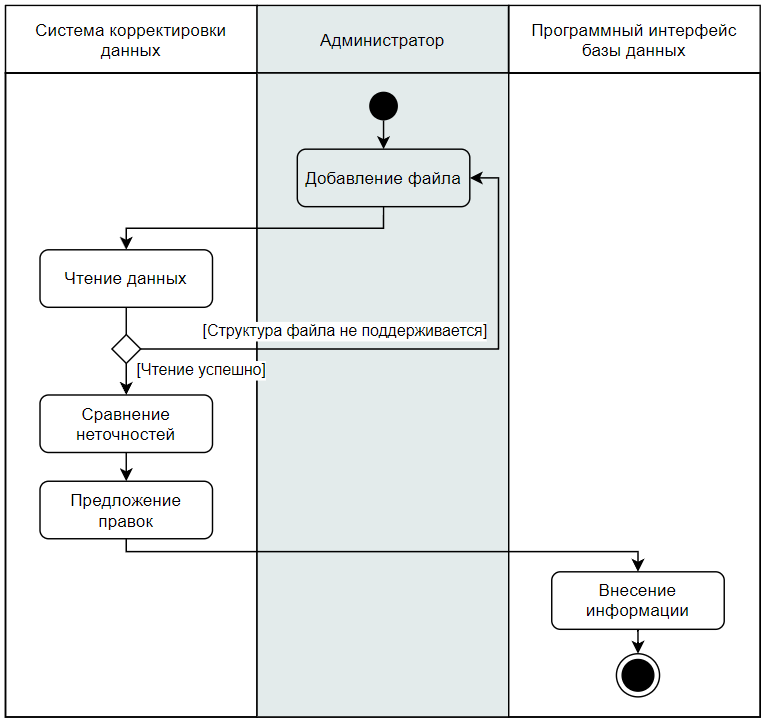 Система корректировки
данных
Администратор
Программный интерфейс
базы данных
Добавление файла
Чтение данных
[Структура файла не поддерживается]
[Чтение успешно]
Сравнение
неточностей
Предложение
правок
Внесение
информации